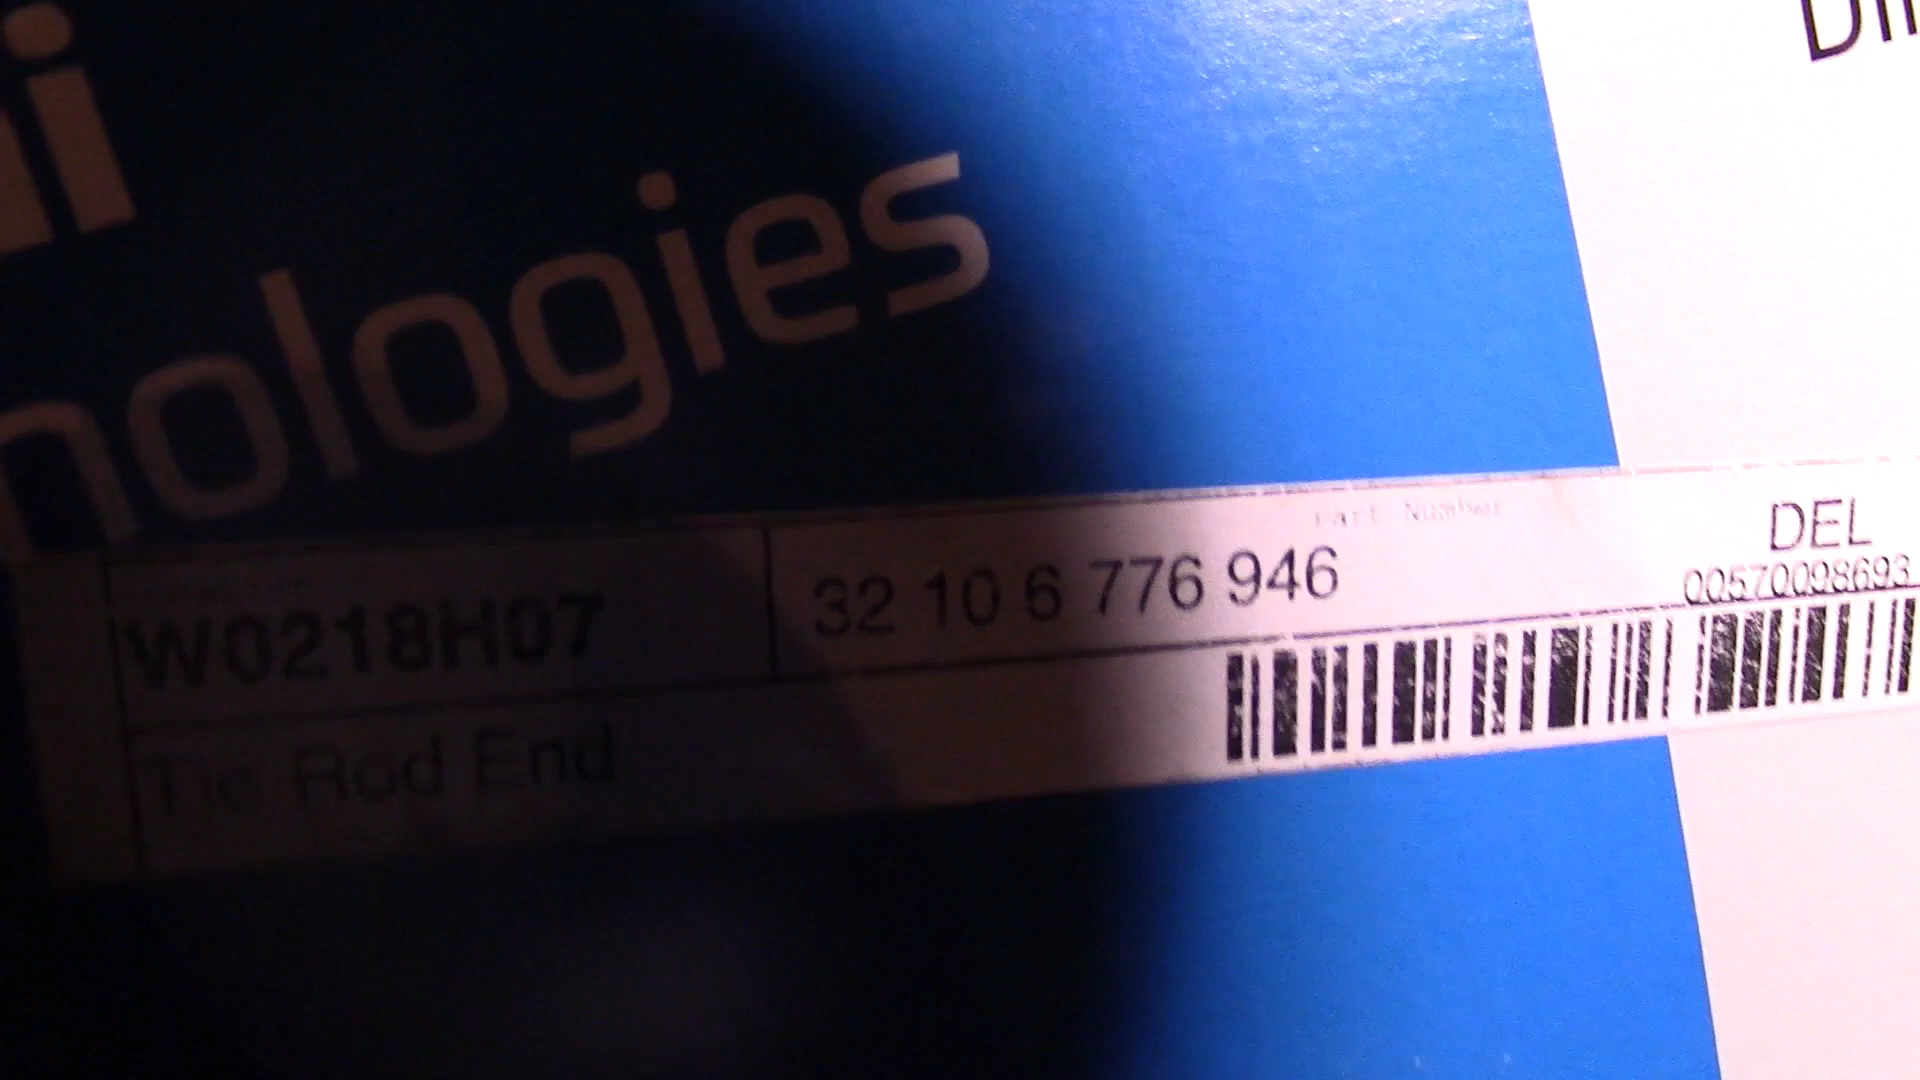 nologies
Part Number
DEL
W0218H07
32 10 6 776 946
00570098693
Tie Rod End